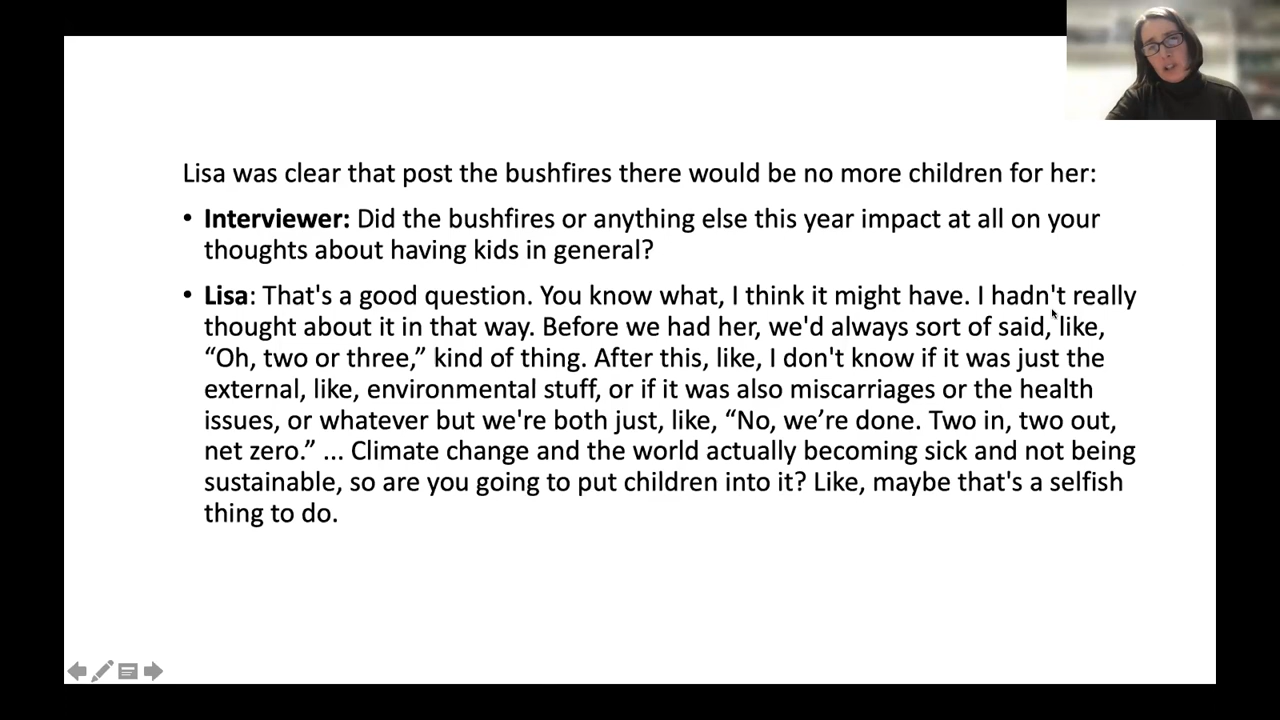 Lisa was clear that post the bushfires there would be no more children for her:
• Interviewer: Did the bushfires or anything else this year impact at all on your
thoughts about having kids in general?
• Lisa: That's a good question. You know what, I think it might have. I hadn't really
thought about it in that way. Before we had her, we'd always sort of said, like,
“Oh, two or three,” kind of thing. After this, like, I don't know if it was just the
external, like, environmental stuff, or if it was also miscarriages or the health
issues, or whatever but we're both just, like, “No, we’re done. Two in, two out,
net zero.” ... Climate change and the world actually becoming sick and not being
sustainable, so are you going to put children into it? Like, maybe that's a selfish
thing to do.